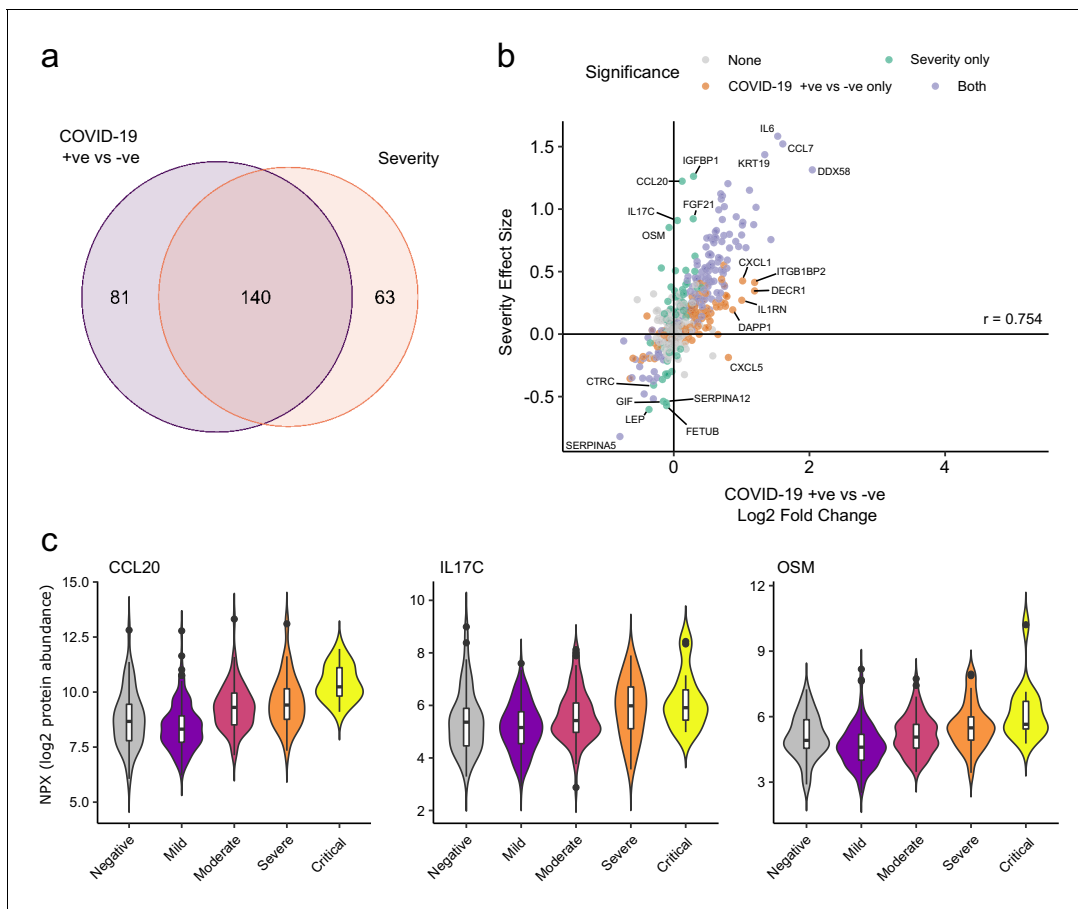 a
COVID-19
+ve vs -ve
Severity
81
140
63
b
Significance
None
Severity only
COVID-19 +ve vs -ve only
Both
Severity Effect Size
1.5
1.0
0.5
0.0
-0.5
IL6
CCL7
KRT19
DDX58
IGFBP1
CCL20
IL17C
FGF21
OSM
CXCL1
ITGB1BP2
DECR1
IL1RN
DAPP1
r = 0.754
CXCL5
CTRC
GIF
SERPINA12
LEP
FETUB
SERPINA5
0
2
4
COVID-19 +ve vs -ve
Log2 Fold Change
c
NPX (log2 protein abundance)
CCL20
15.0
12.5
10.0
7.5
5.0
Negative
Mild
Moderate
Severe
Critical
IL17C
10
8
6
4
2
Negative
Mild
Moderate
Severe
Critical
OSM
12
9
6
3
Negative
Mild
Moderate
Severe
Critical